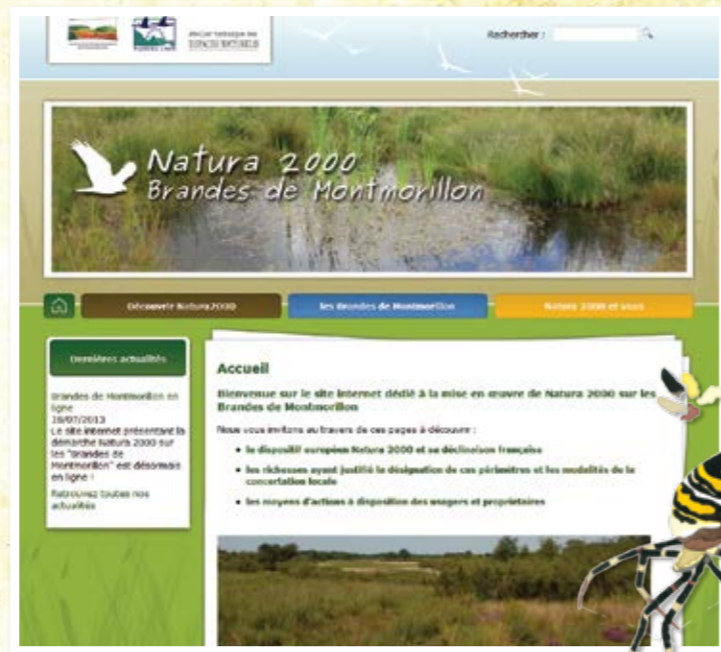 ESPACES NATURELS
Rechercher :
Natura 2000
Brandes de Montmorillon
Découvrir Natura2000
les Brandes de Montmorillon
Natura 2000 et vous
Dernières actualités
Brandes de Montmorillon en
ligne
16/07/2013
Le site internet présentant la
démarche Natura 2000 sur
les "Brandes de
Montmorillon" est désormais
en ligne !
Retrouvez toutes nos
actualités
Accueil
Bienvenue sur le site internet dédié à la mise en œuvre de Natura 2000 sur les
Brandes de Montmorillon
Nous vous invitons au travers de ces pages à découvrir :
le dispositif européen Natura 2000 et sa déclinaison française
les richesses ayant justifié la désignation de ces périmètres et les modalités de la
concertation locale
les moyens d'actions à disposition des usagers et propriétaires